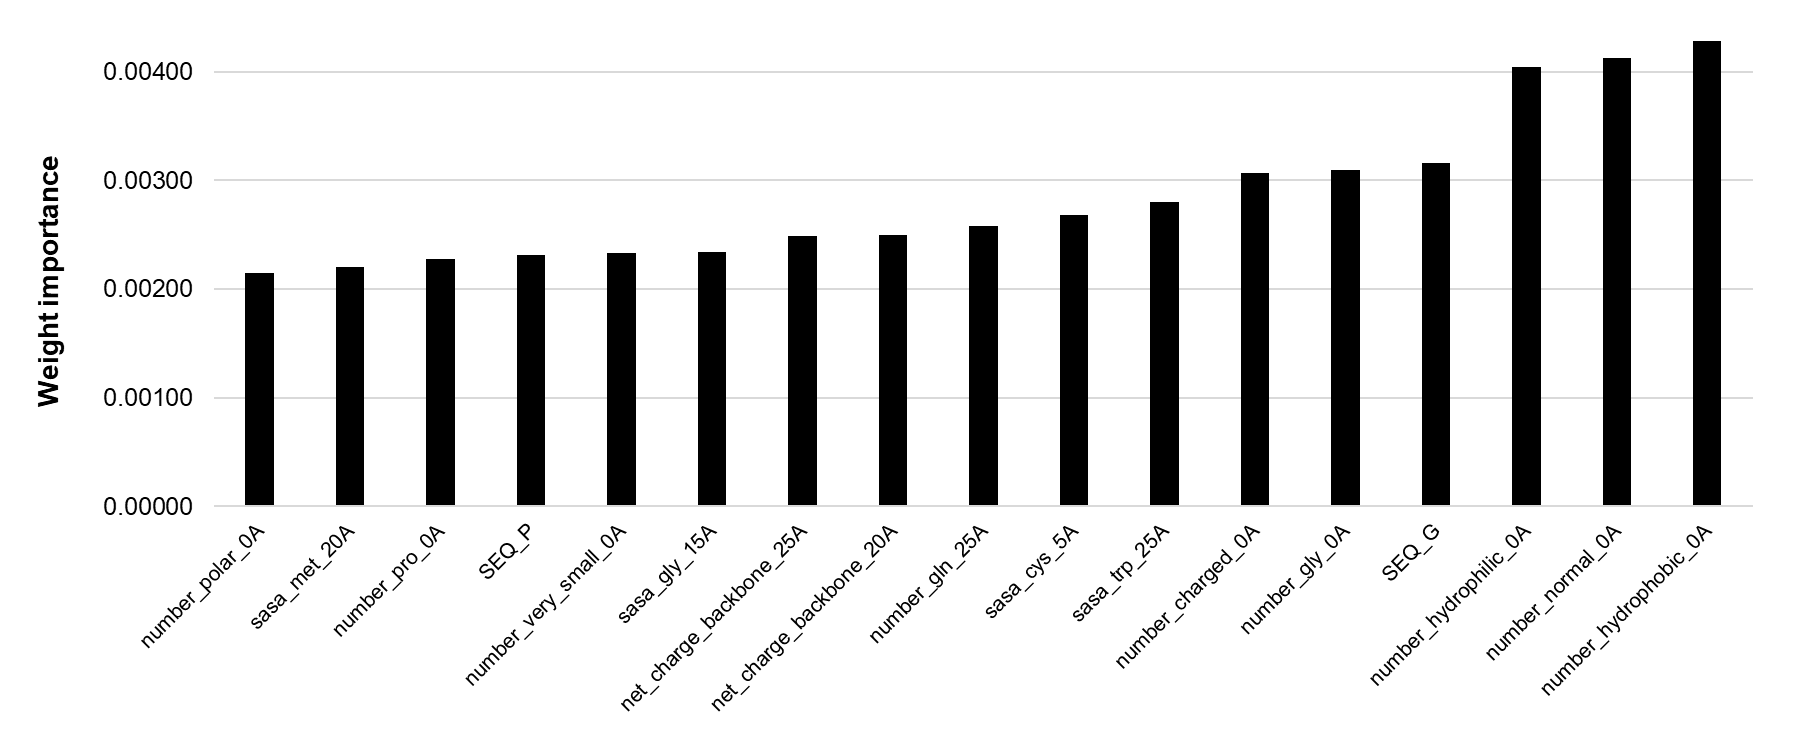 Weight importance
0.00400
0.00300
0.00200
0.00100
0.00000
number_polar_0A
sasa_met_20A
number_pro_0A
SEQ_P
number_very_small_0A
sasa_gly_15A
net_charge_backbone_25A
net_charge_backbone_20A
number_gln_25A
sasa_cys_5A
sasa_trp_25A
number_charged_0A
number_gly_0A
SEQ_G
number_hydrophilic_0A
number_normal_0A
number_hydrophobic_0A